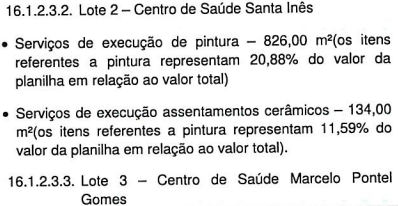 16.1.2.3.2. Lote 2 – Centro de Saúde Santa Inês
• Serviços de execução de pintura – 826,00 m²(os itens
referentes a pintura representam 20,88% do valor da
planilha em relação ao valor total)
• Serviços de execução assentamentos cerâmicos – 134,00
m²(os itens referentes a pintura representam 11,59% do
valor da planilha em relação ao valor total).
16.1.2.3.3. Lote 3 – Centro de Saúde Marcelo Pontel
Gomes